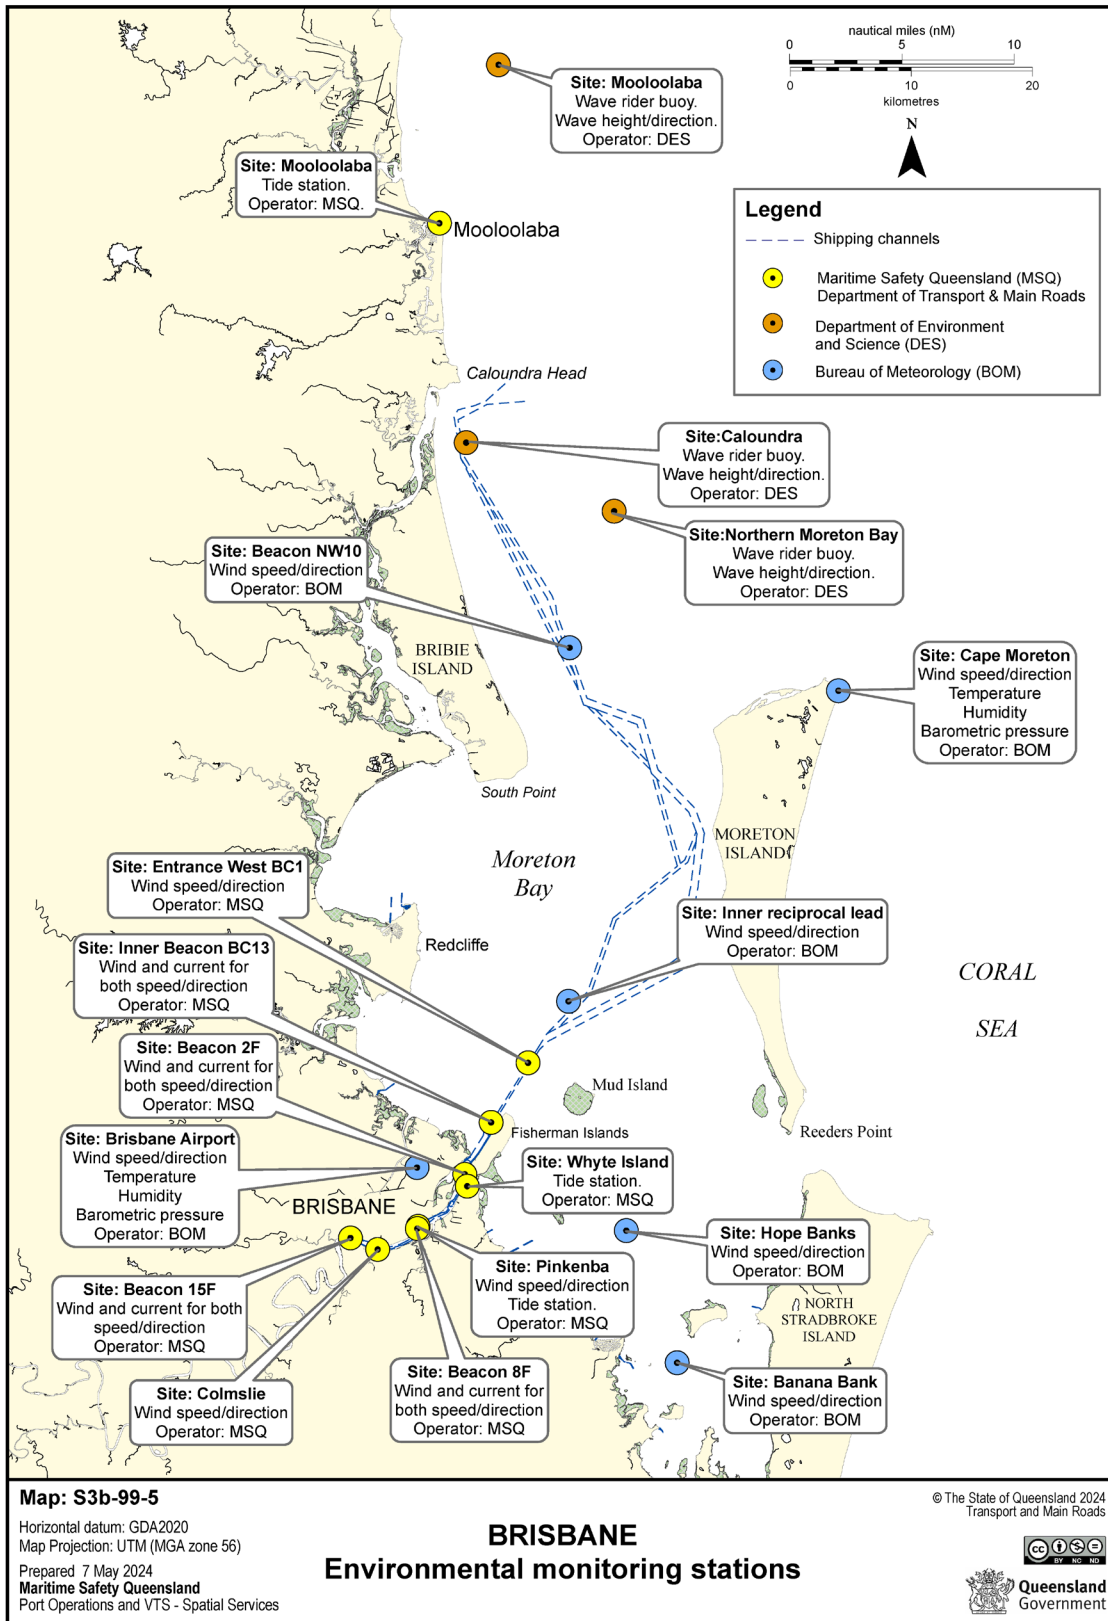 nautical miles (nM)
0 5 10
0 10 20
kilometres
N
Site: Mooloolaba
Wave rider buoy.
Wave height/direction.
Operator: DES
Site: Mooloolaba
Tide station.
Operator: MSQ.
Mooloolaba
Legend
Shipping channels
Maritime Safety Queensland (MSQ)
Department of Transport & Main Roads
Department of Environment
and Science (DES)
Bureau of Meteorology (BOM)
Caloundra Head
Site:Caloundra
Wave rider buoy.
Wave height/direction.
Operator: DES
Site:Northern Moreton Bay
Wave rider buoy.
Wave height/direction.
Operator: DES
Site: Beacon NW10
Wind speed/direction
Operator: BOM
BRIBIE
ISLAND
Site: Cape Moreton
Wind speed/direction
Temperature
Humidity
Barometric pressure
Operator: BOM
South Point
MORETON
ISLAND
Moreton
Bay
Site: Entrance West BC1
Wind speed/direction
Operator: MSQ
Site: Inner reciprocal lead
Wind speed/direction
Operator: BOM
Redcliffe
Site: Inner Beacon BC13
Wind and current for
both speed/direction
Operator: MSQ
CORAL
SEA
Site: Beacon 2F
Wind and current for
both speed/direction
Operator: MSQ
Mud Island
Fisherman Islands
Reeders Point
Site: Brisbane Airport
Wind speed/direction
Temperature
Humidity
Barometric pressure
Operator: BOM
Site: Whyte Island
Tide station.
Operator: MSQ
BRISBANE
Site: Hope Banks
Wind speed/direction
Operator: BOM
Site: Pinkenba
Wind speed/direction
Tide station.
Operator: MSQ
Site: Beacon 15F
Wind and current for both
speed/direction
Operator: MSQ
NORTH
STRADBROKE
ISLAND
Site: Beacon 8F
Wind and current for
both speed/direction
Operator: MSQ
Site: Colmslie
Wind speed/direction
Operator: MSQ
Site: Banana Bank
Wind speed/direction
Operator: BOM
Map: S3b-99-5
Horizontal datum: GDA2020
Map Projection: UTM (MGA zone 56)
Prepared 7 May 2024
Maritime Safety Queensland
Port Operations and VTS - Spatial Services
BRISBANE
Environmental monitoring stations
© The State of Queensland 2024
Transport and Main Roads
CC BY NC ND
Queensland
Government